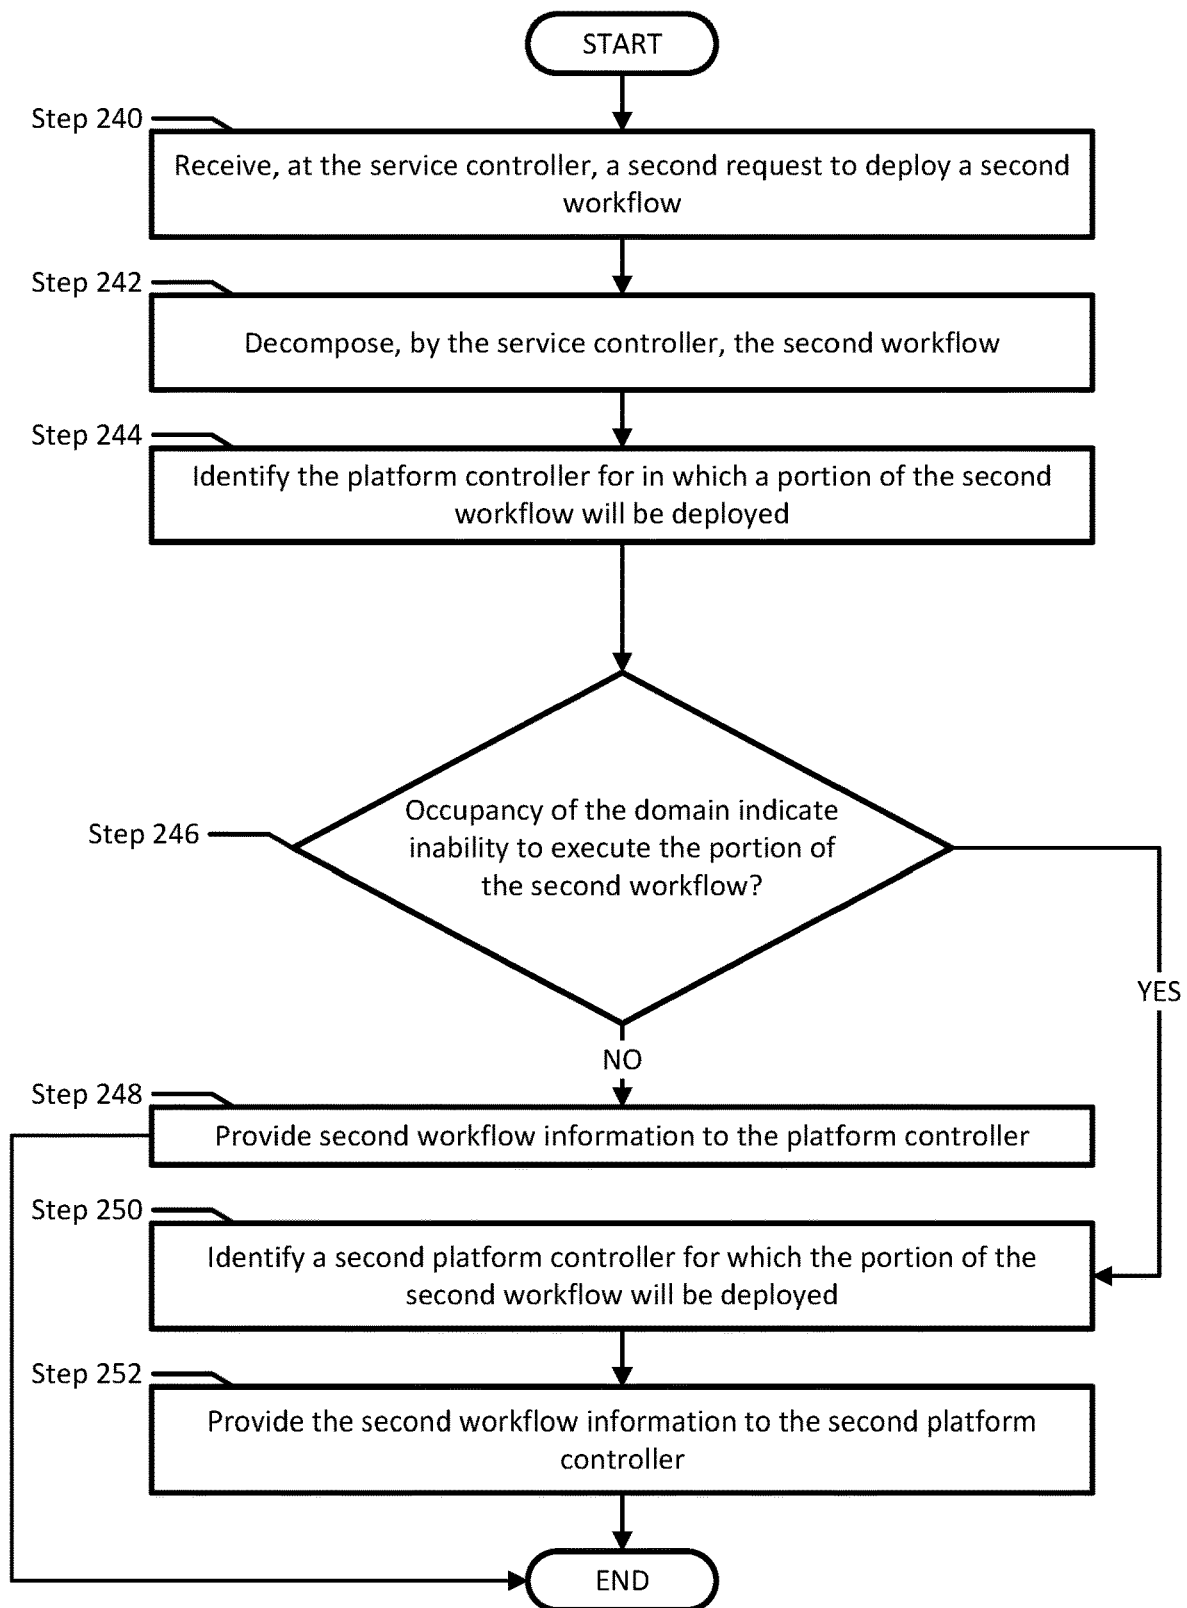 START
Step 240
Receive, at the service controller, a second request to deploy a second
workflow
Step 242
Decompose, by the service controller, the second workflow
Step 244
Identify the platform controller for in which a portion of the second
workflow will be deployed
Step 246
Occupancy of the domain indicate
inability to execute the portion of
the second workflow?
YES
NO
Step 248
Provide second workflow information to the platform controller
Step 250
Identify a second platform controller for which the portion of the
second workflow will be deployed
Step 252
Provide the second workflow information to the second platform
controller
END